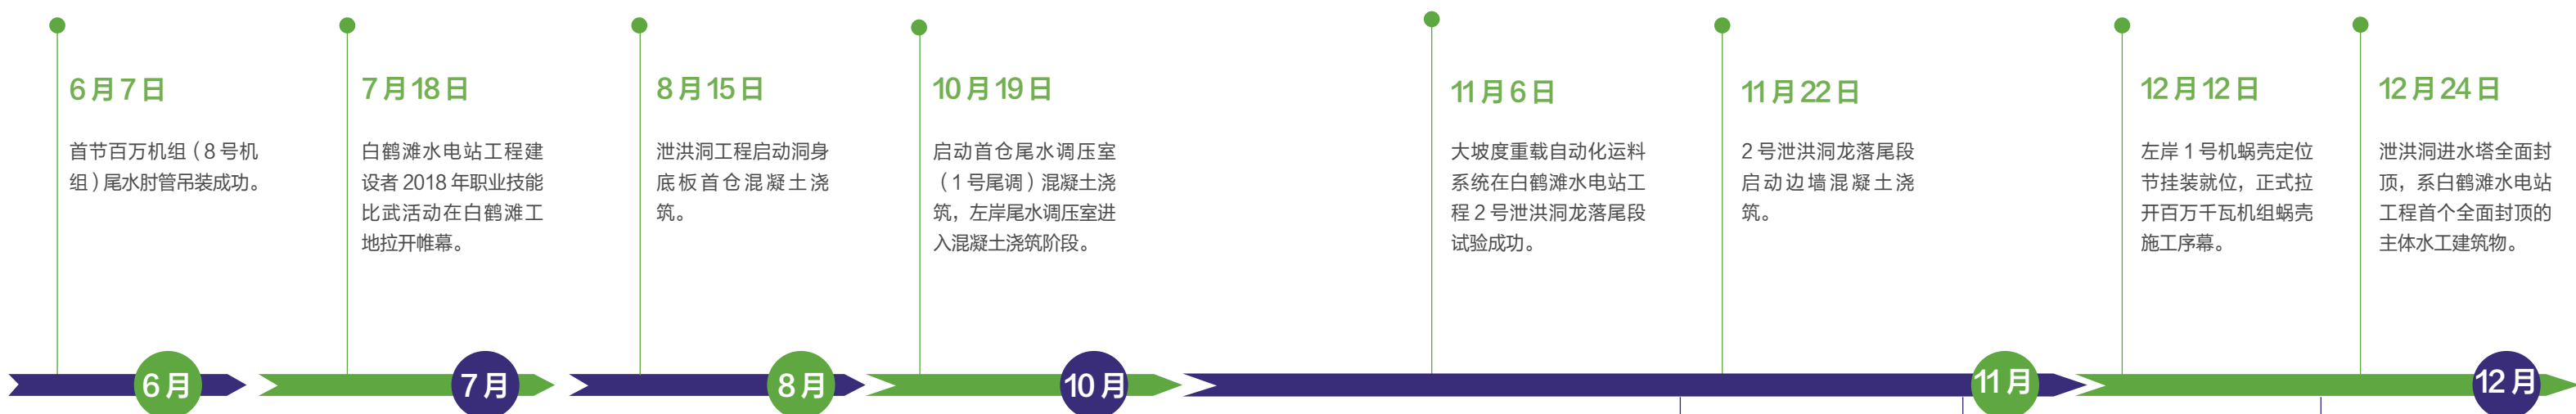 6月7日
首节百万机组（8号机
组）尾水肘管吊装成功。
7月18日
白鹤滩水电站工程建
设者2018年职业技能
比武活动在白鹤滩工
地拉开帷幕。
8月15日
泄洪洞工程启动洞身
底板首仓混凝土浇
筑。
10月19日
启动首仓尾水调压室
（1号尾调）混凝土浇
筑，左岸尾水调压室进
入混凝土浇筑阶段。
11月6日
大坡度重载自动化运料
系统在白鹤滩水电站工
程2号泄洪洞龙落尾段
试验成功。
11月22日
2号泄洪洞龙落尾段
启动边墙混凝土浇
筑。
12月12日
左岸1号机蜗壳定位
节挂装就位，正式拉
开百万千瓦机组蜗壳
施工序幕。
12月24日
泄洪洞进水塔全面封
顶，系白鹤滩水电站
工程首个全面封顶的
主体水工建筑物。
6月
7月
8月
10月
11月
12月